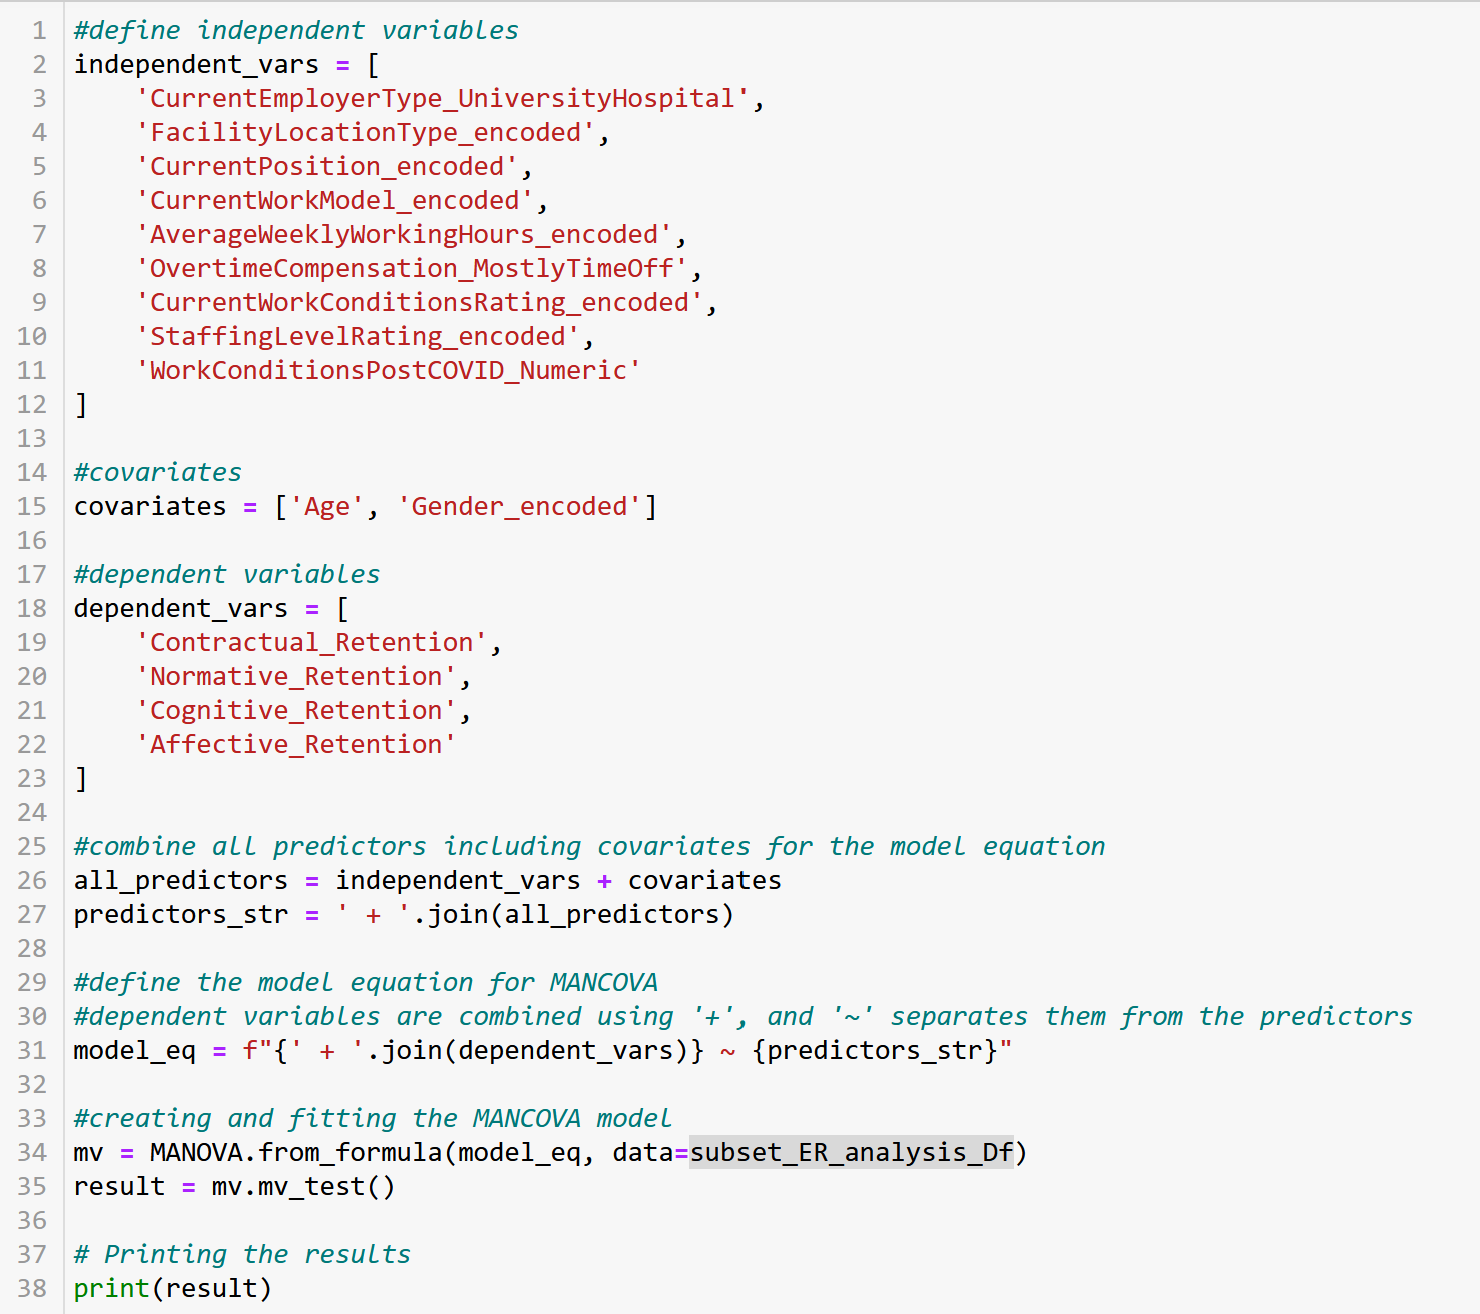 1 #define independent variables
2 independent_vars = [
3     'CurrentEmployerType_UniversityHospital',
4     'FacilityLocationType_encoded',
5     'CurrentPosition_encoded',
6     'CurrentWorkModel_encoded',
7     'AverageWeeklyWorkingHours_encoded',
8     'OvertimeCompensation_MostlyTimeOff',
9     'CurrentWorkConditionsRating_encoded',
10     'StaffingLevelRating_encoded',
11     'WorkConditionsPostCOVID_Numeric'
12 ]
13
14 #covariates
15 covariates = ['Age', 'Gender_encoded']
16
17 #dependent variables
18 dependent_vars = [
19     'Contractual_Retention',
20     'Normative_Retention',
21     'Cognitive_Retention',
22     'Affective_Retention'
23 ]
24
25 #combine all predictors including covariates for the model equation
26 all_predictors = independent_vars + covariates
27 predictors_str = ' + '.join(all_predictors)
28
29 #define the model equation for MANCOVA
30 #dependent variables are combined using '+', and '~' separates them from the predictors
31 model_eq = f"{' + '.join(dependent_vars)} ~ {predictors_str}"
32
33 #creating and fitting the MANCOVA model
34 mv = MANOVA.from_formula(model_eq, data=subset_ER_analysis_Df)
35 result = mv.mv_test()
36
37 # Printing the results
38 print(result)